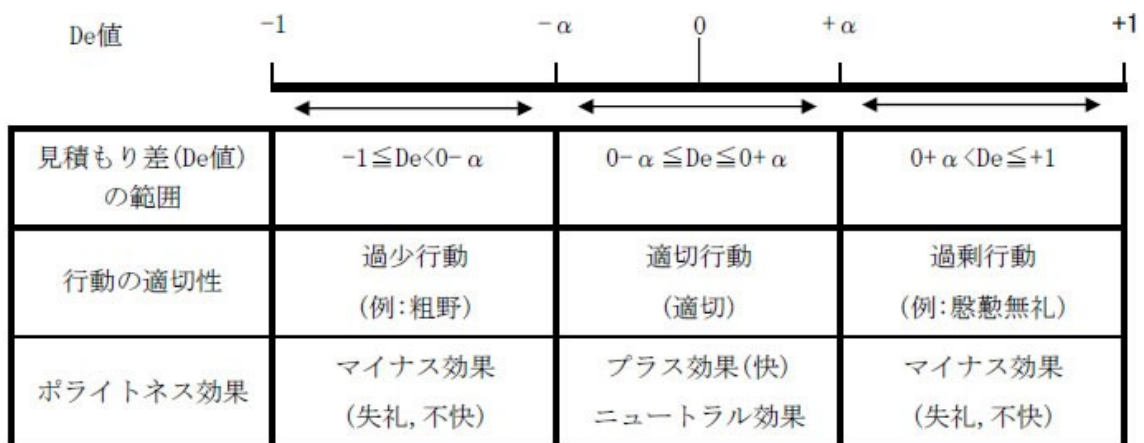 De値
-1
-α
0
+α
+1
見積もり差(De値)
の範囲
-1≦De<0-α
0-α≦De≦0+α
0+α<De≦+1
行動の適切性
過少行動
(例:粗野)
適切行動
(適切)
過剰行動
(例:慇懃無礼)
ポライトネス効果
マイナス効果
(失礼,不快)
プラス効果(快)
ニュートラル効果
マイナス効果
(失礼,不快)